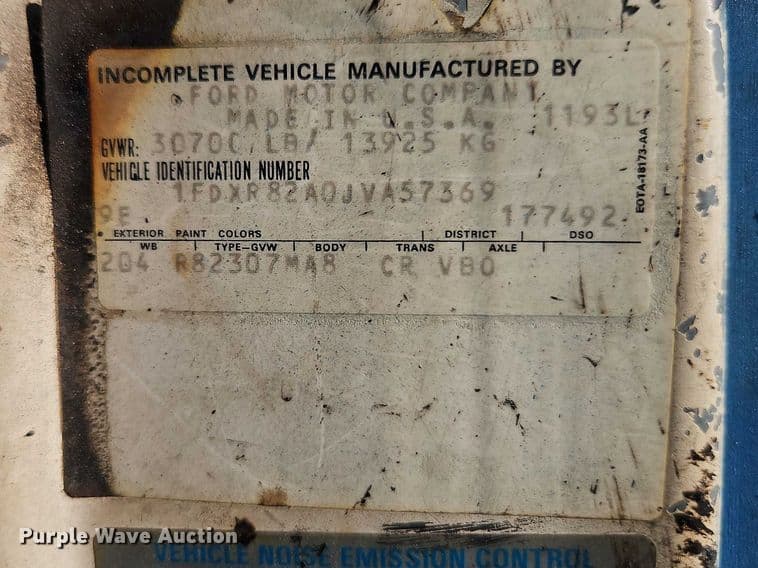 INCOMPLETE VEHICLE MANUFACTURED BY
FORD MOTOR COMPANY
MADE IN U.S.A. 1193L
GVWR: 30700 LB/ 13925 KG
VEHICLE IDENTIFICATION NUMBER
1FDXR82A0JVA57369
9E 177492
EXTERIOR PAINT COLORS DISTRICT DSO
WB TYPE-GVW BODY TRANS AXLE
204 R82307MA8 CR VBO
EOTA-18173-AA
Purple Wave Auction
VEHICLE NOISE EMISSION CONTROL